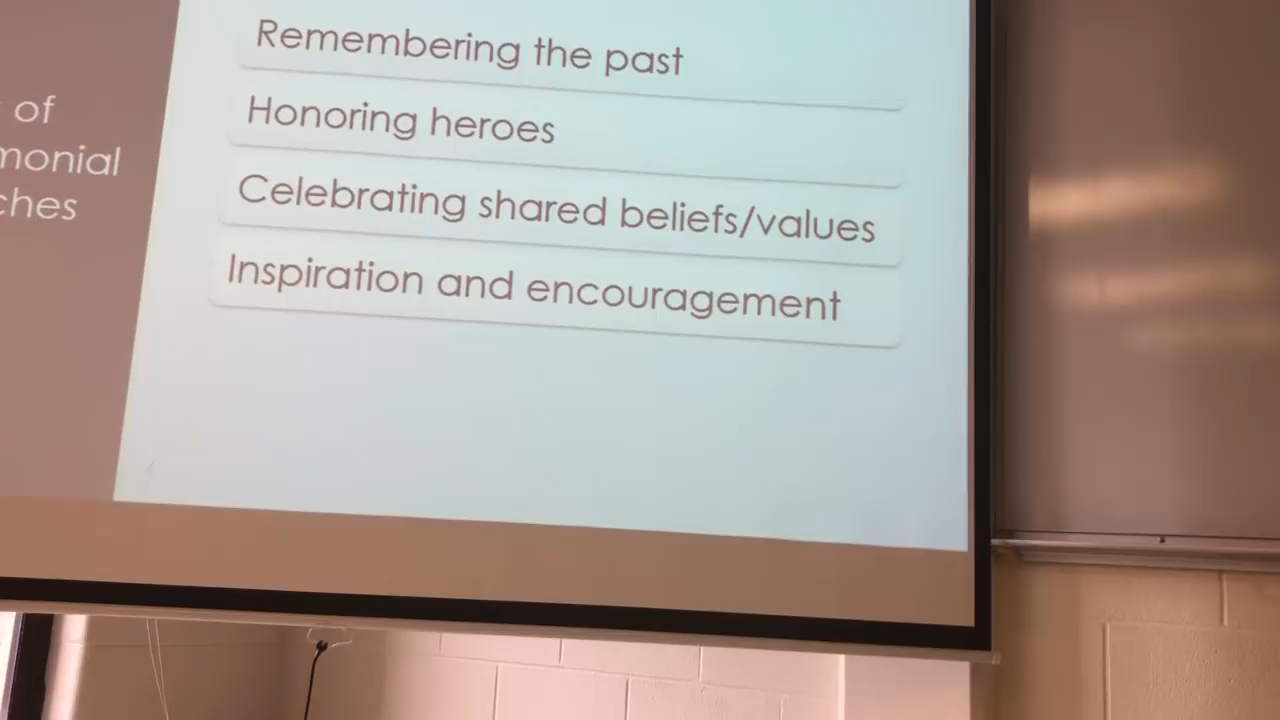 of
monial
ches
Remembering the past
Honoring heroes
Celebrating shared beliefs/values
Inspiration and encouragement